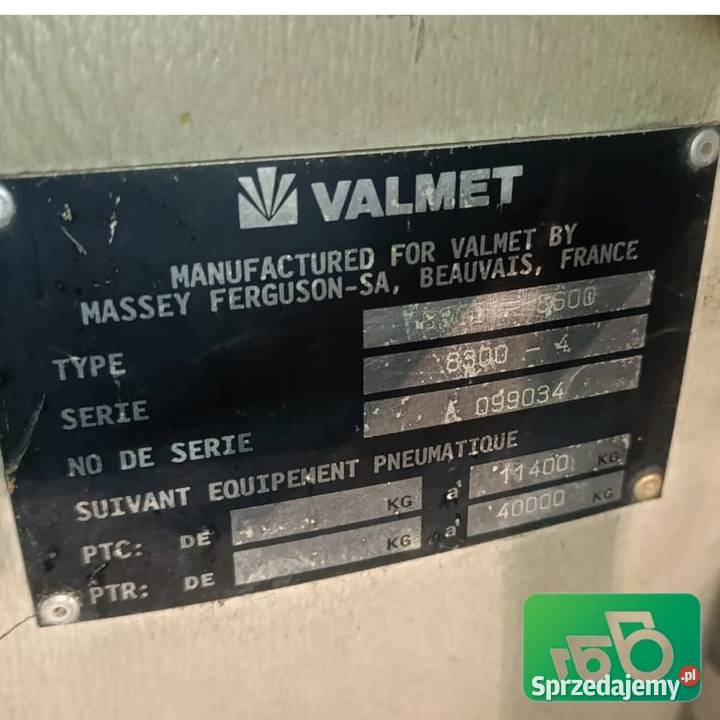 VALMET
MANUFACTURED FOR VALMET BY
MASSEY FERGUSON-SA, BEAUVAIS, FRANCE
TYPE - 8600
SERIE 8300 - 4
NO DE SERIE A 099034
SUIVANT EQUIPEMENT PNEUMATIQUE
PTC: DE KG a 11400 KG
PTR: DE KG a 40000 KG
Sprzedajemy.pl